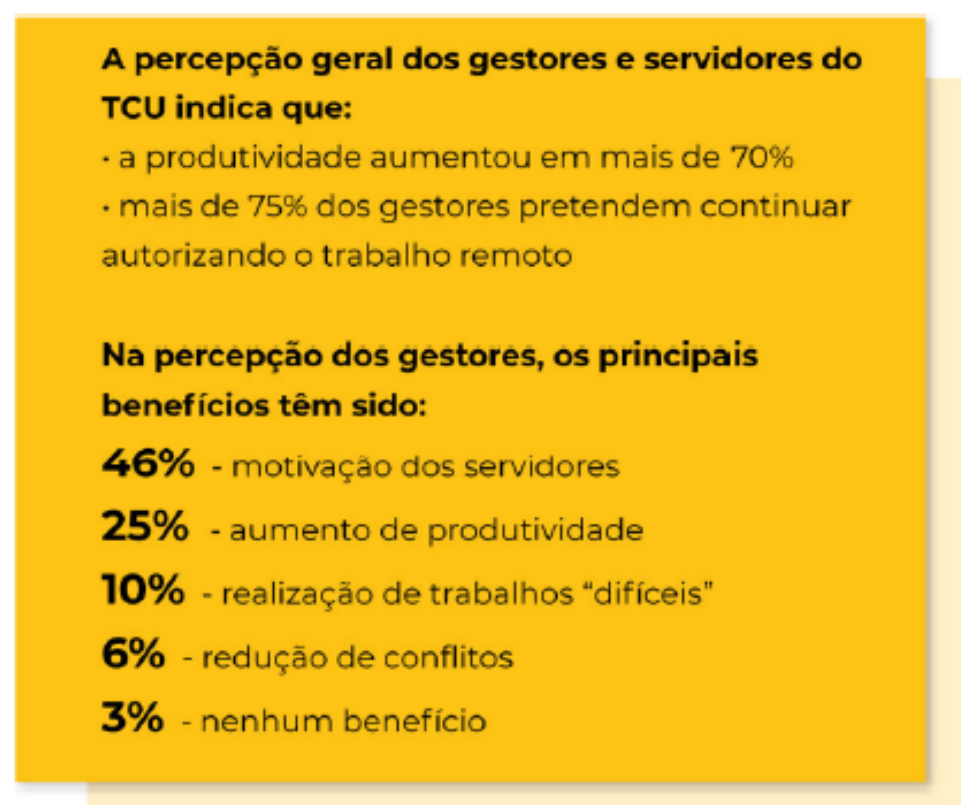 A percepção geral dos gestores e servidores do
TCU indica que:
• a produtividade aumentou em mais de 70%
• mais de 75% dos gestores pretendem continuar
autorizando o trabalho remoto
Na percepção dos gestores, os principais
benefícios têm sido:
46% - motivação dos servidores
25% - aumento de produtividade
10% - realização de trabalhos “difíceis”
6% - redução de conflitos
3% - nenhum benefício